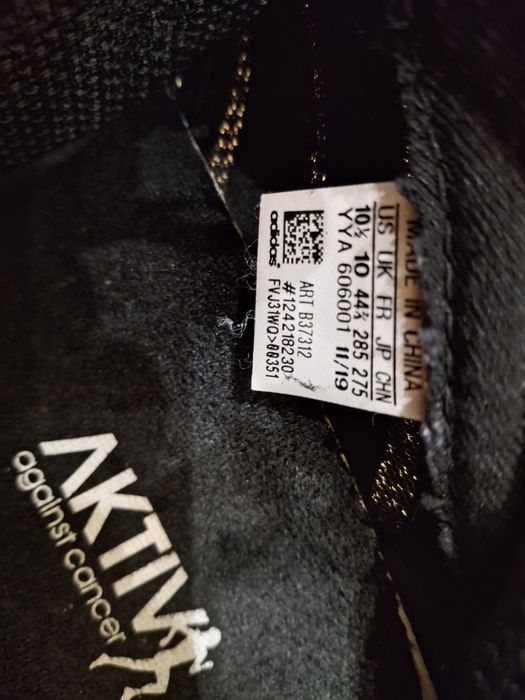 MADE IN CHINA
US UK FR JP CHN
10½ 10 44⅔ 285 275
YYA 606001 11/19
ART B37312
#124218230
FVJ31WQ>00351
adidas
AKTIV
against cancer